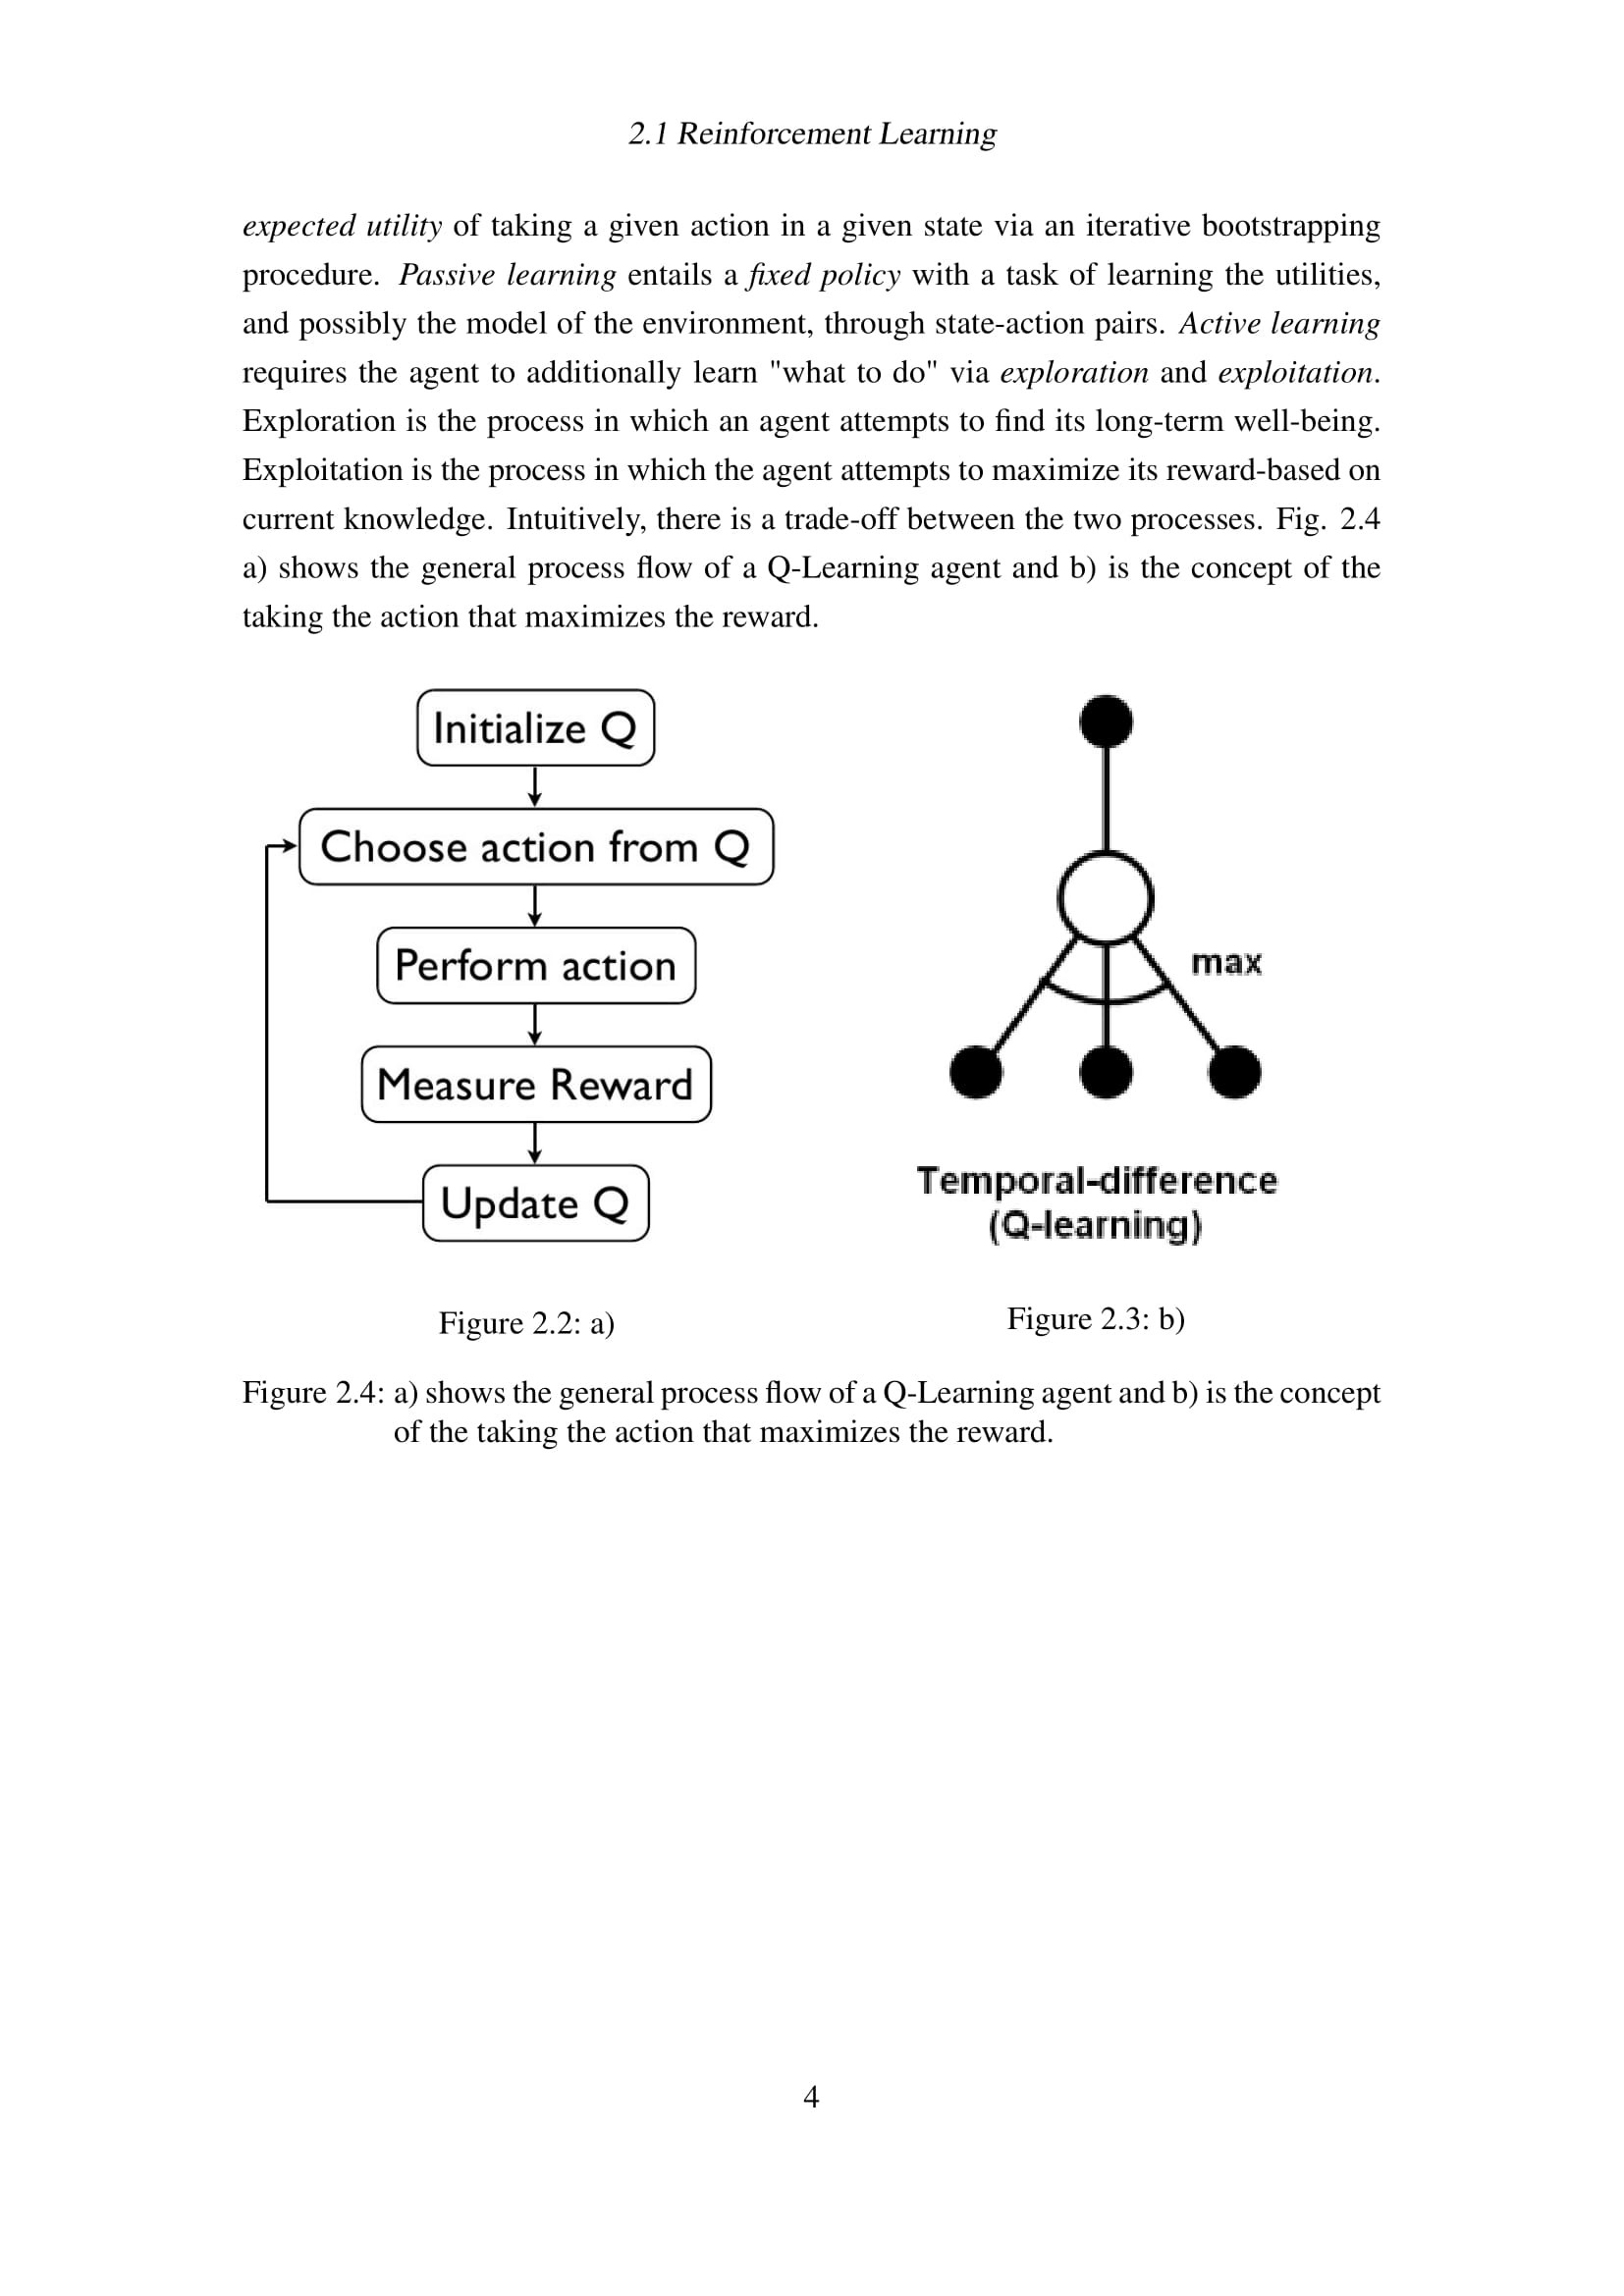 2.1 Reinforcement Learning
expected utility of taking a given action in a given state via an iterative bootstrapping
procedure. Passive learning entails a fixed policy with a task of learning the utilities,
and possibly the model of the environment, through state-action pairs. Active learning
requires the agent to additionally learn "what to do" via exploration and exploitation.
Exploration is the process in which an agent attempts to find its long-term well-being.
Exploitation is the process in which the agent attempts to maximize its reward-based on
current knowledge. Intuitively, there is a trade-off between the two processes. Fig. 2.4
a) shows the general process flow of a Q-Learning agent and b) is the concept of the
taking the action that maximizes the reward.
Initialize Q
Choose action from Q
Perform action
Measure Reward
Update Q
Figure 2.2: a)
max
Temporal-difference
(Q-learning)
Figure 2.3: b)
Figure 2.4: a) shows the general process flow of a Q-Learning agent and b) is the concept
of the taking the action that maximizes the reward.
4